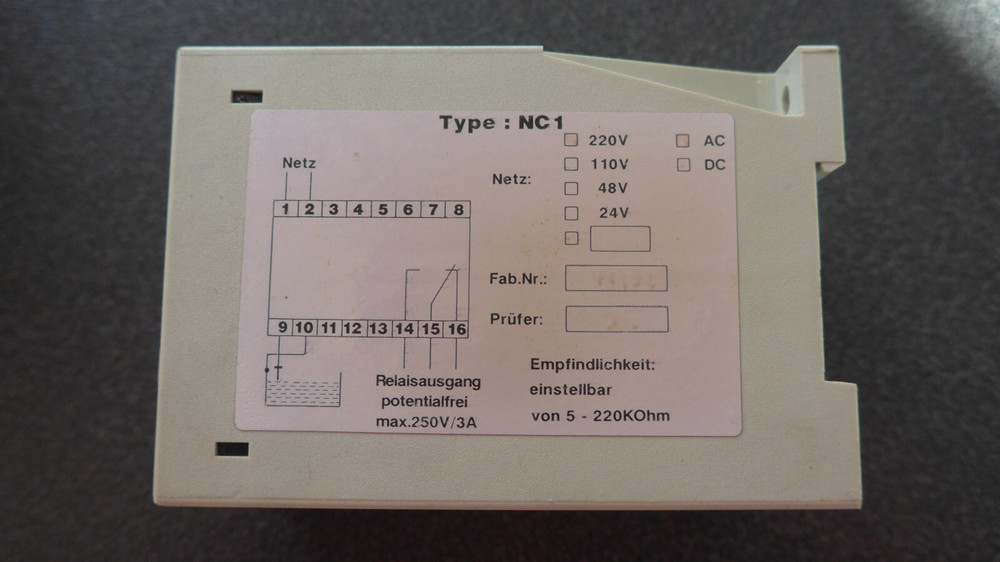 Type : NC1
Netz
1 2 3 4 5 6 7 8
9 10 11 12 13 14 15 16
Relaisausgang
potentialfrei
max.250V/3A
Netz:
220V
110V
48V
24V
AC
DC
Fab.Nr.:
Prüfer:
Empfindlichkeit:
einstellbar
von 5 - 220KOhm